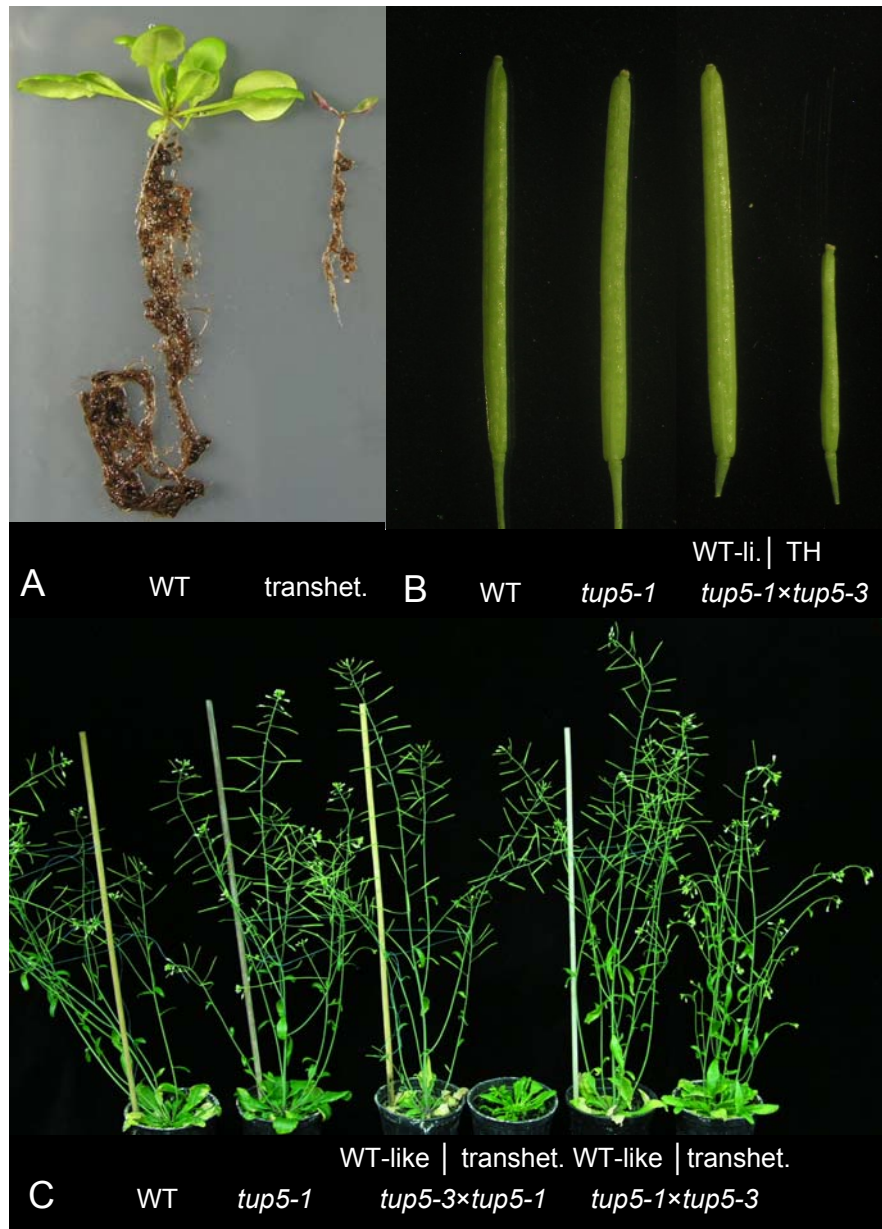 WT-li. | TH
A WT transhet. B WT tup5-1 tup5-1×tup5-3
WT-like | transhet. WT-like | transhet.
C WT tup5-1 tup5-3×tup5-1 tup5-1×tup5-3